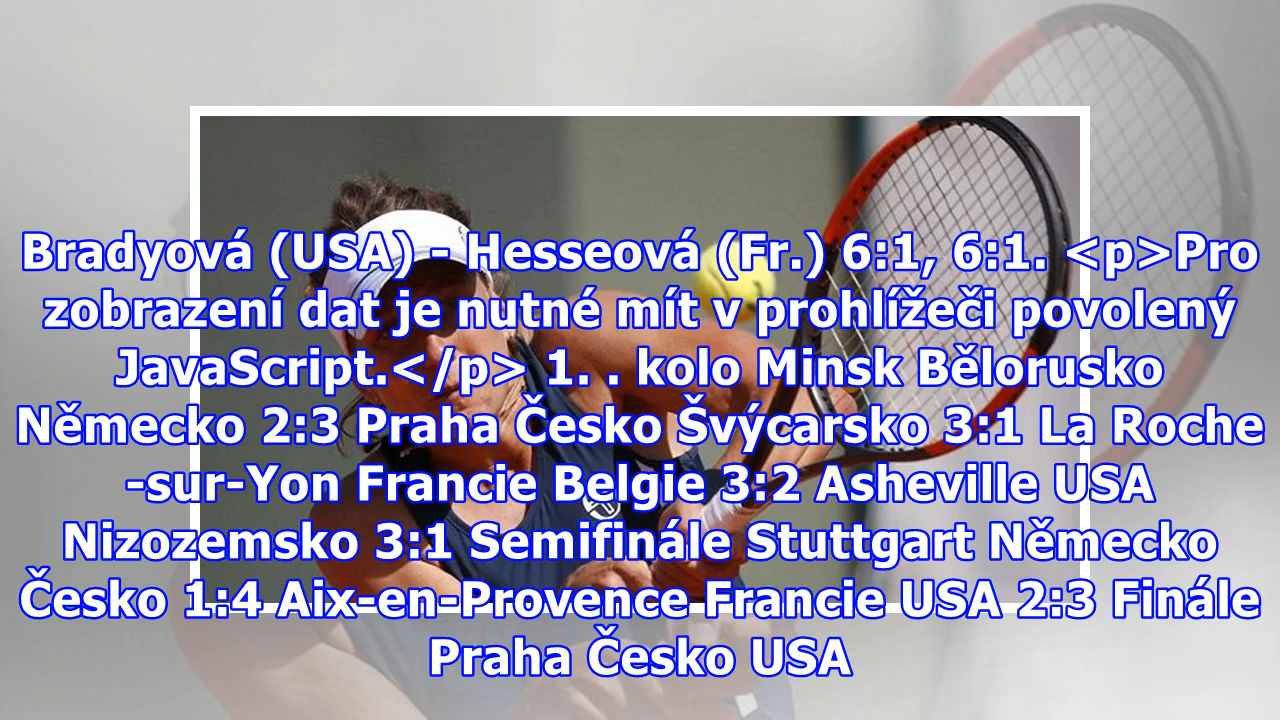 Bradyová (USA) - Hesseová (Fr.) 6:1, 6:1. <p>Pro
zobrazení dat je nutné mít v prohlížeči povolený
JavaScript.</p> 1. . kolo Minsk Bělorusko
Německo 2:3 Praha Česko Švýcarsko 3:1 La Roche
-sur-Yon Francie Belgie 3:2 Asheville USA
Nizozemsko 3:1 Semifinále Stuttgart Německo
Česko 1:4 Aix-en-Provence Francie USA 2:3 Finále
Praha Česko USA